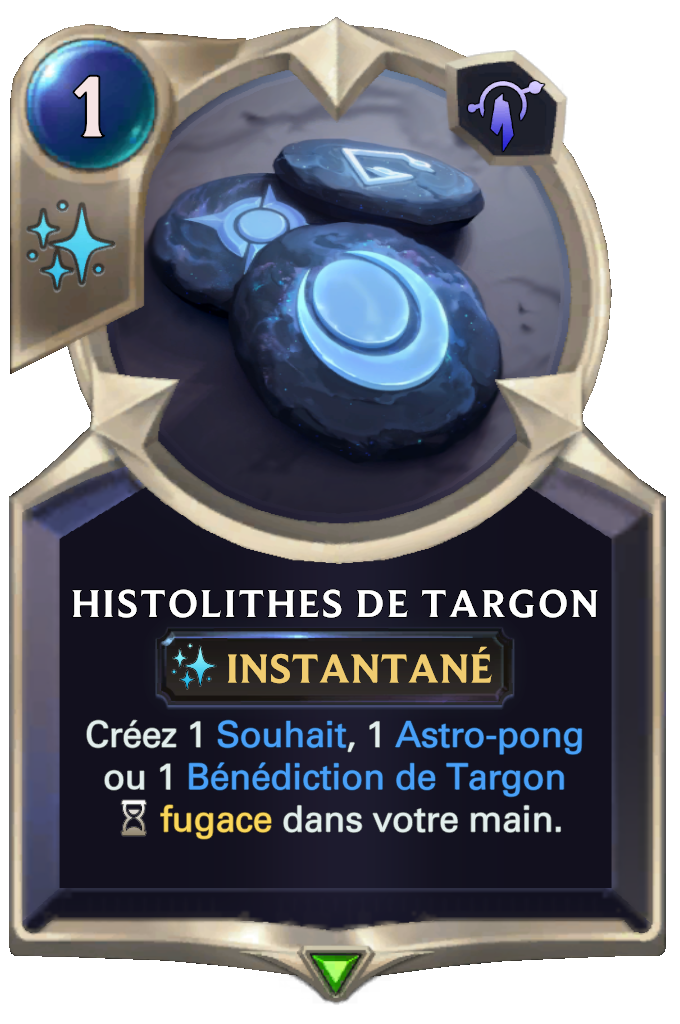 1
HISTOLITHES DE TARGON
INSTANTANÉ
Créez 1 Souhait, 1 Astro-pong
ou 1 Bénédiction de Targon
fugace dans votre main.